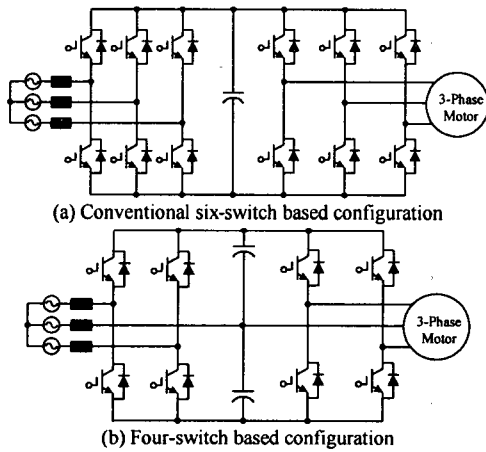 3-Phase
Motor
(a) Conventional six-switch based configuration
3-Phase
Motor
(b) Four-switch based configuration